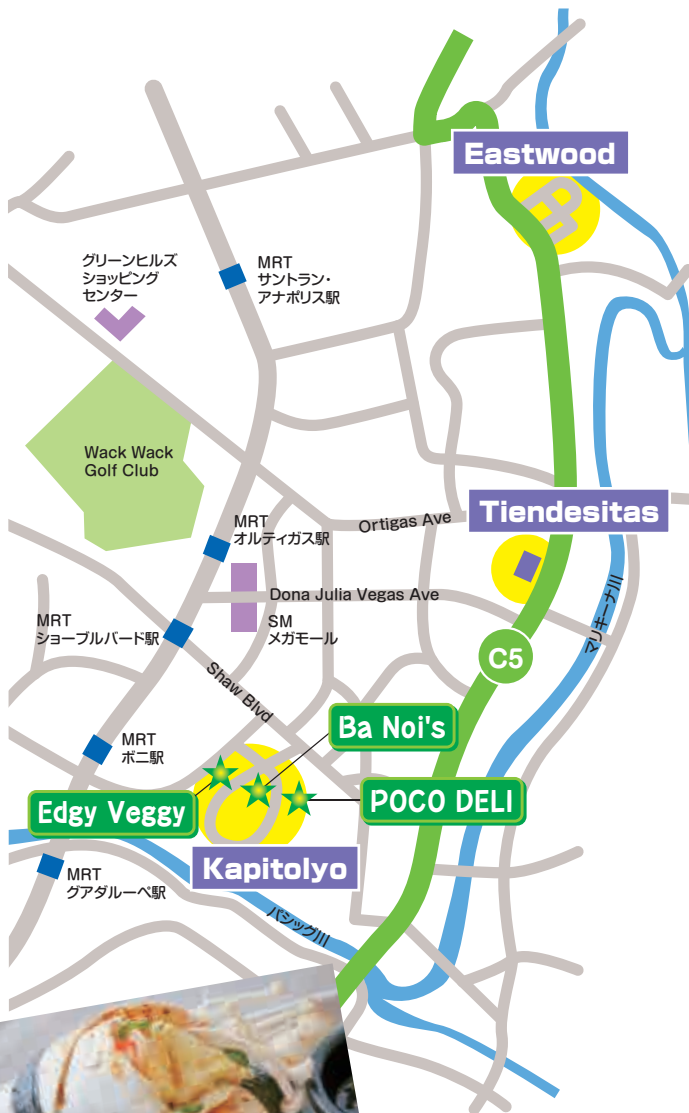 Eastwood
グリーンヒルズ
ショッピング
センター
MRT
サントラン・
アナポリス駅
Wack Wack
Golf Club
Tiendesitas
MRT
オルティガス駅
Ortigas Ave
Dona Julia Vegas Ave
マリキーナ川
MRT
ショーブルバード駅
SM
メガモール
C5
Shaw Blvd
Ba Noi's
MRT
ボニ駅
Edgy Veggy
POCO DELI
Kapitolyo
MRT
グアダルーペ駅
パシッグ川